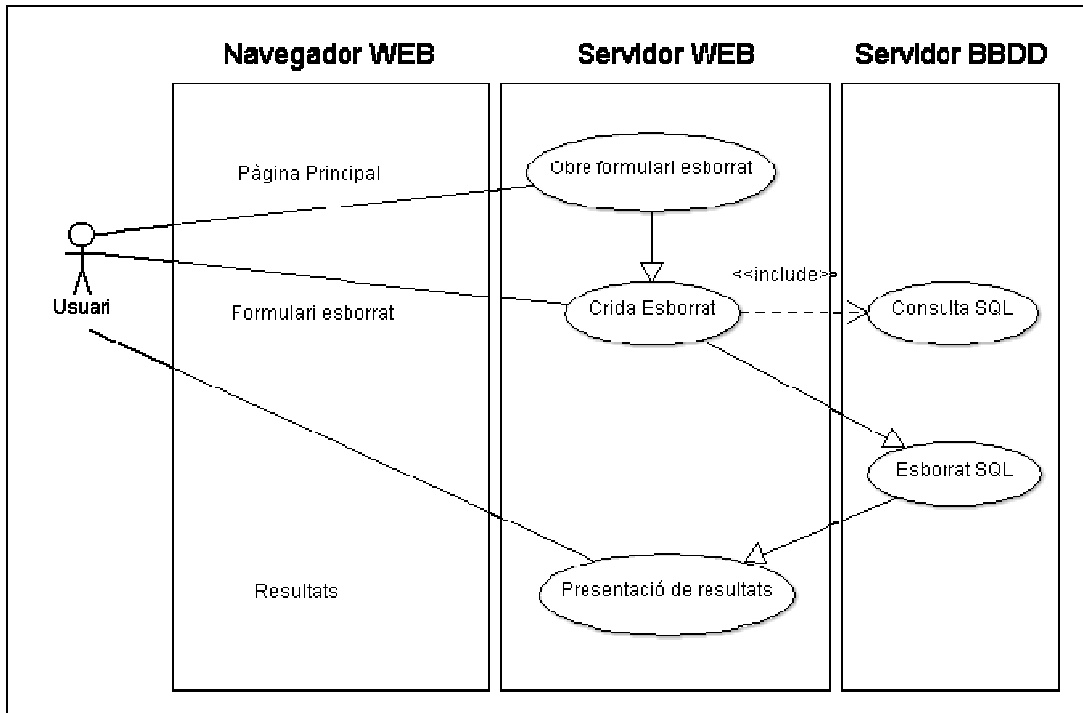 Navegador WEB
Servidor WEB
Servidor BBDD
Pàgina Principal
Obre formulari esborrat
<<include>>
Usuari
Formulari esborrat
Crida Esborrat
Consulta SQL
Esborrat SQL
Resultats
Presentació de resultats